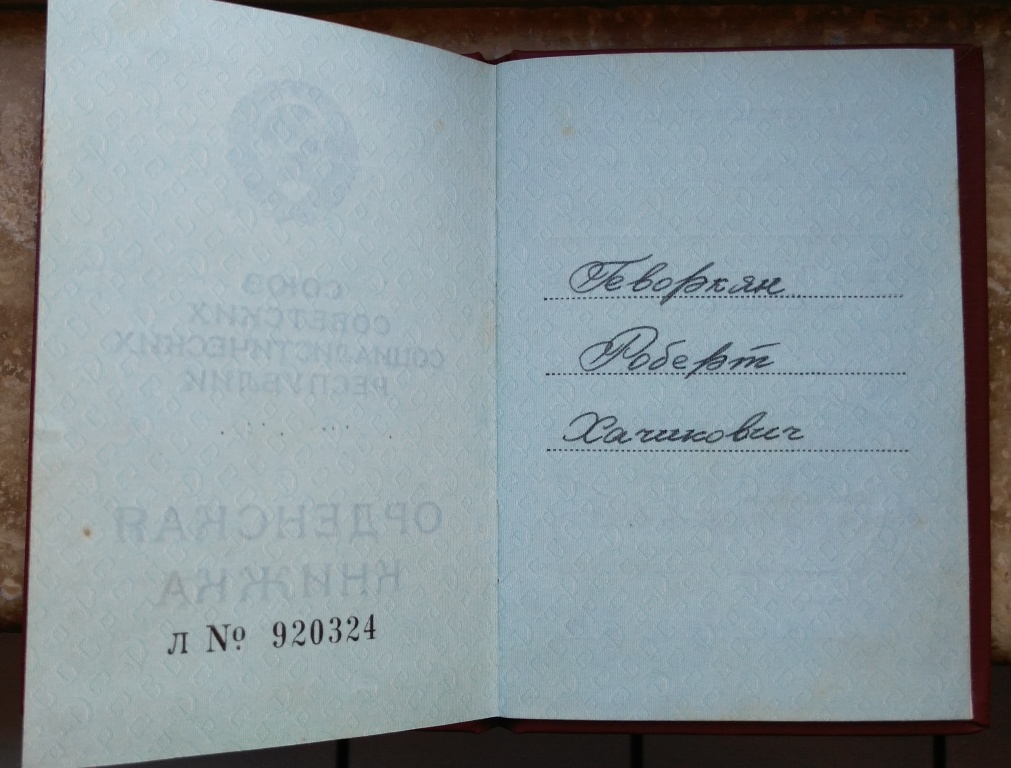 СОЮЗ
СОВЕТСКИХ
СОЦИАЛИСТИЧЕСКИХ
РЕСПУБЛИК
ОРДЕНСКАЯ
КНИЖКА
Л № 920324
Геворкян
Роберт
Хачикович